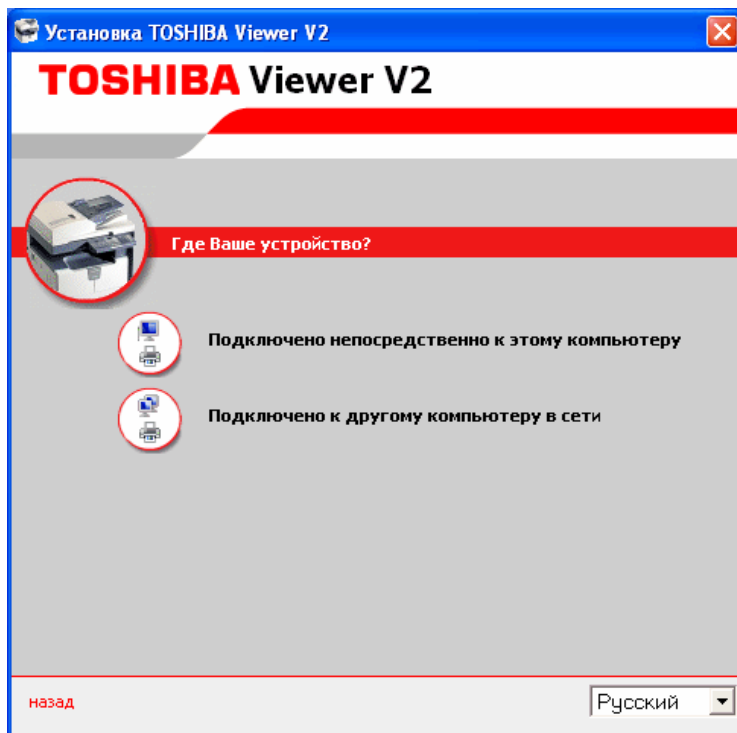 Установка TOSHIBA Viewer V2
TOSHIBA Viewer V2
Где Ваше устройство?
Подключено непосредственно к этому компьютеру
Подключено к другому компьютеру в сети
назад
Русский